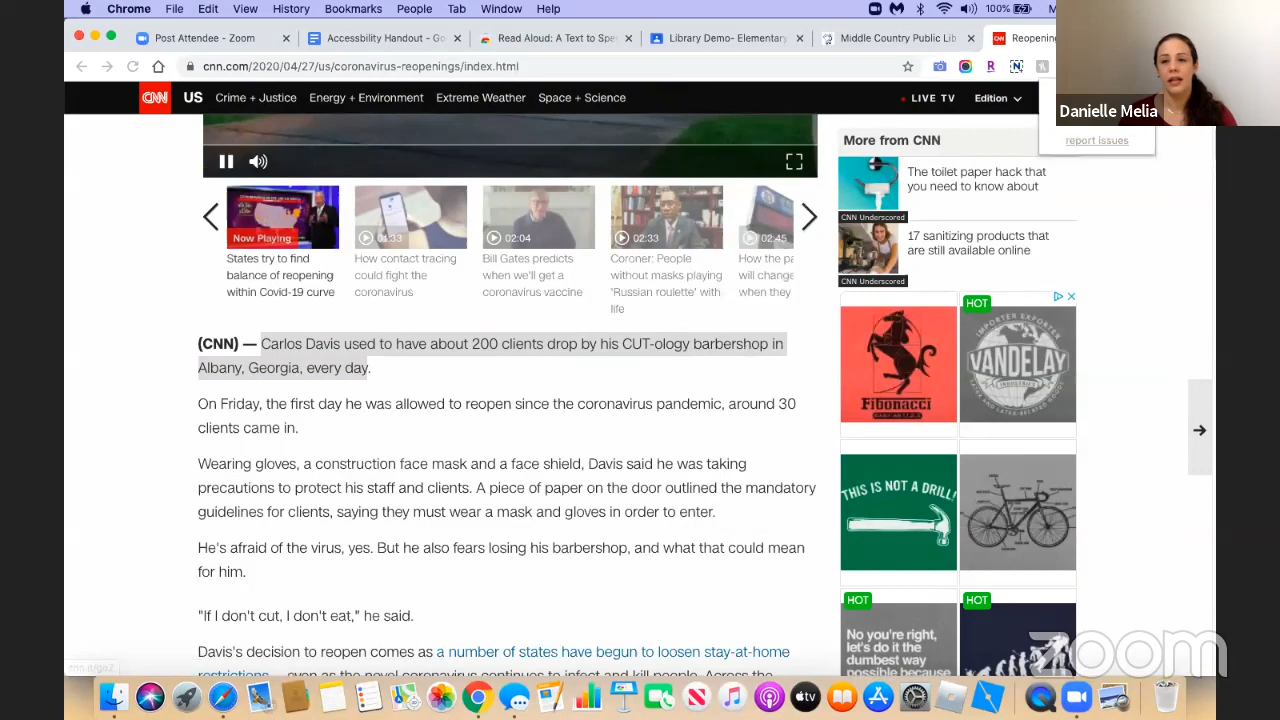 Chrome File Edit View History Bookmarks People Tab Window Help 100%
Post Attendee - Zoom
Accessbility Handout - Go
Read Aloud: A Text to Spe
Library Demo- Elementary
Middle Country Public Lib
CNN Reopening
cnn.com/2020/04/27/us/coronavirus-reopenings/index.html
CNN US Crime + Justice Energy + Environment Extreme Weather Space + Science LIVE TV Edition
Danielle Melia
report issues
Now Playing
States try to find
balance of reopening
within Covid-19 curve
01:33
How contact tracing
could fight the
coronavirus
02:04
Bill Gates predicts
when we'll get a
coronavirus vaccine
02:33
Coroner: People
without masks playing
'Russian roulette' with
life
02:45
How the pa
will change
when they
(CNN) — Carlos Davis used to have about 200 clients drop by his CUT-ology barbershop in
Albany, Georgia, every day.
On Friday, the first day he was allowed to reopen since the coronavirus pandemic, around 30
clients came in.
Wearing gloves, a construction face mask and a face shield, Davis said he was taking
precautions to protect his staff and clients. A piece of paper on the door outlined the mandatory
guidelines for clients, saying they must wear a mask and gloves in order to enter.
He's afraid of the virus, yes. But he also fears losing his barbershop, and what that could mean
for him.
"If I don't cut, I don't eat," he said.
Davis's decision to reopen comes as a number of states have begun to loosen stay-at-home
More from CNN
The toilet paper hack that
you need to know about
CNN Underscored
17 sanitizing products that
are still available online
CNN Underscored
Fibonacci
HOT
IMPORTER EXPORTER
VANDELAY
INDUSTRIES
THIS IS NOT A DRILL!
HOT
No you're right,
let's do it the
dumbest way
possible because
HOT
zoom
tv